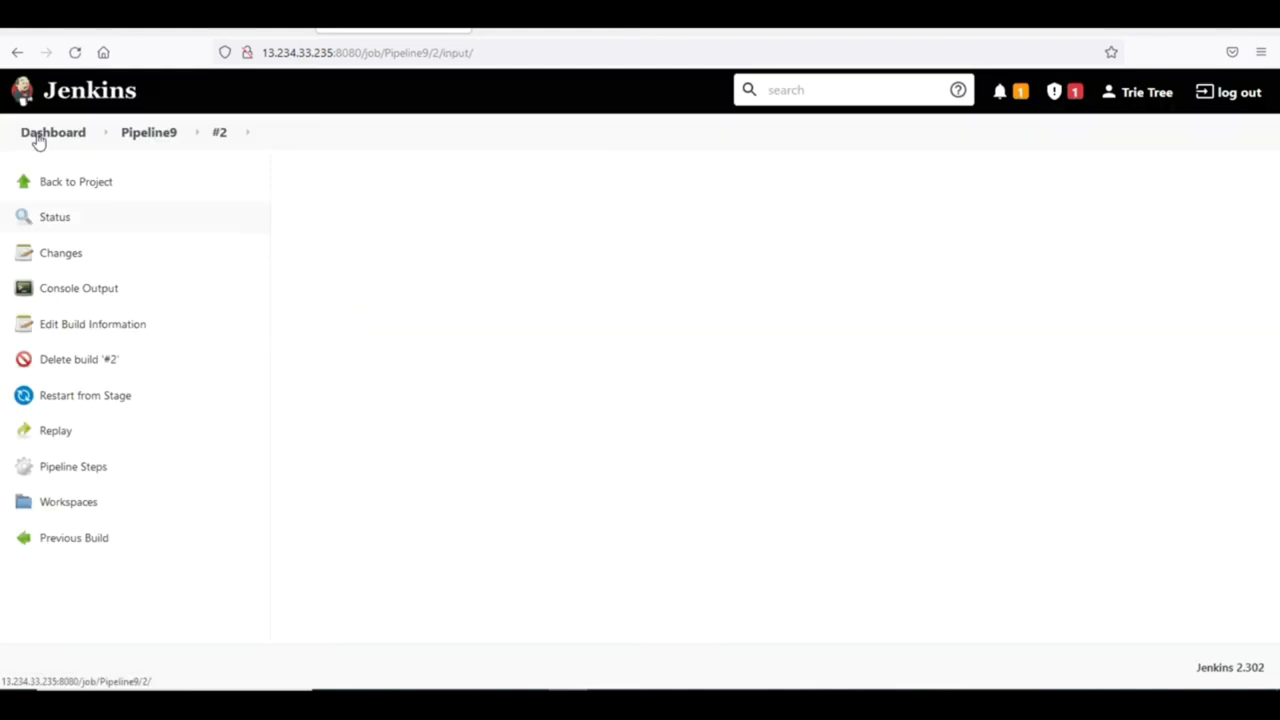 13.234.33.235:8080/job/Pipeline9/2/input/
Jenkins
search
1
1
Trie Tree
log out
Dashboard
Pipeline9
#2
Back to Project
Status
Changes
Console Output
Edit Build Information
Delete build '#2'
Restart from Stage
Replay
Pipeline Steps
Workspaces
Previous Build
Jenkins 2.302
13.234.33.235:8080/job/Pipeline9/2/